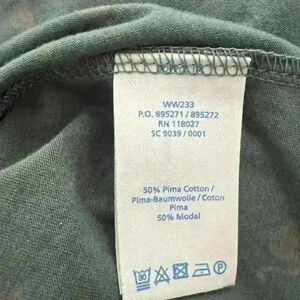 WW233
P.O. 895271 / 895272
RN 118027
SC 9039 / 0001
50% Pima Cotton /
Pima-Baumwolle / Coton
Pima
50% Modal